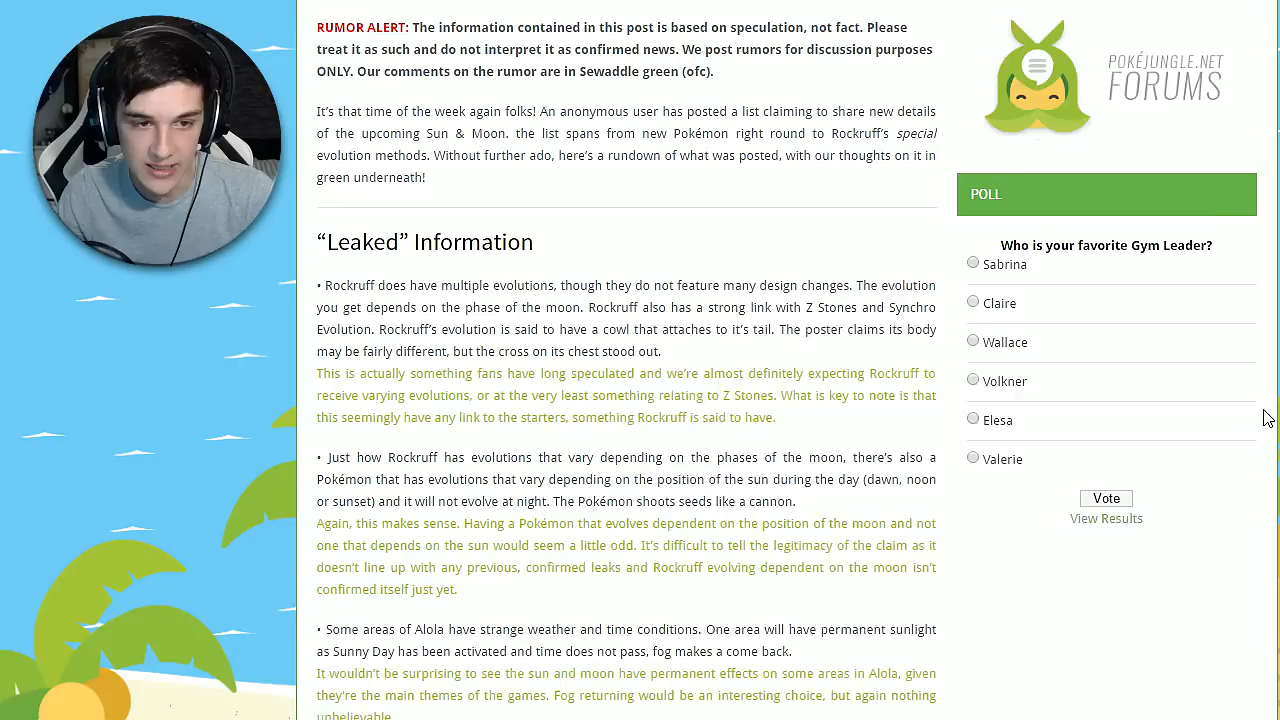 RUMOR ALERT: The information contained in this post is based on speculation, not fact. Please
treat it as such and do not interpret it as confirmed news. We post rumors for discussion purposes
ONLY. Our comments on the rumor are in Sewaddle green (ofc).
It's that time of the week again folks! An anonymous user has posted a list claiming to share new details
of the upcoming Sun & Moon. the list spans from new Pokémon right round to Rockruff's special
evolution methods. Without further ado, here's a rundown of what was posted, with our thoughts on it in
green underneath!
“Leaked” Information
• Rockruff does have multiple evolutions, though they do not feature many design changes. The evolution
you get depends on the phase of the moon. Rockruff also has a strong link with Z Stones and Synchro
Evolution. Rockruff's evolution is said to have a cowl that attaches to it's tail. The poster claims its body
may be fairly different, but the cross on its chest stood out.
This is actually something fans have long speculated and we're almost definitely expecting Rockruff to
receive varying evolutions, or at the very least something relating to Z Stones. What is key to note is that
this seemingly have any link to the starters, something Rockruff is said to have.
• Just how Rockruff has evolutions that vary depending on the phases of the moon, there's also a
Pokémon that has evolutions that vary depending on the position of the sun during the day (dawn, noon
or sunset) and it will not evolve at night. The Pokémon shoots seeds like a cannon.
Again, this makes sense. Having a Pokémon that evolves dependent on the position of the moon and not
one that depends on the sun would seem a little odd. It's difficult to tell the legitimacy of the claim as it
doesn't line up with any previous, confirmed leaks and Rockruff evolving dependent on the moon isn't
confirmed itself just yet.
• Some areas of Alola have strange weather and time conditions. One area will have permanent sunlight
as Sunny Day has been activated and time does not pass, fog makes a come back.
It wouldn't be surprising to see the sun and moon have permanent effects on some areas in Alola, given
they're the main themes of the games. Fog returning would be an interesting choice, but again nothing
unbelievable.
POKÉJUNGLE.NET
FORUMS
POLL
Who is your favorite Gym Leader?
Sabrina
Claire
Wallace
Volkner
Elesa
Valerie
Vote
View Results